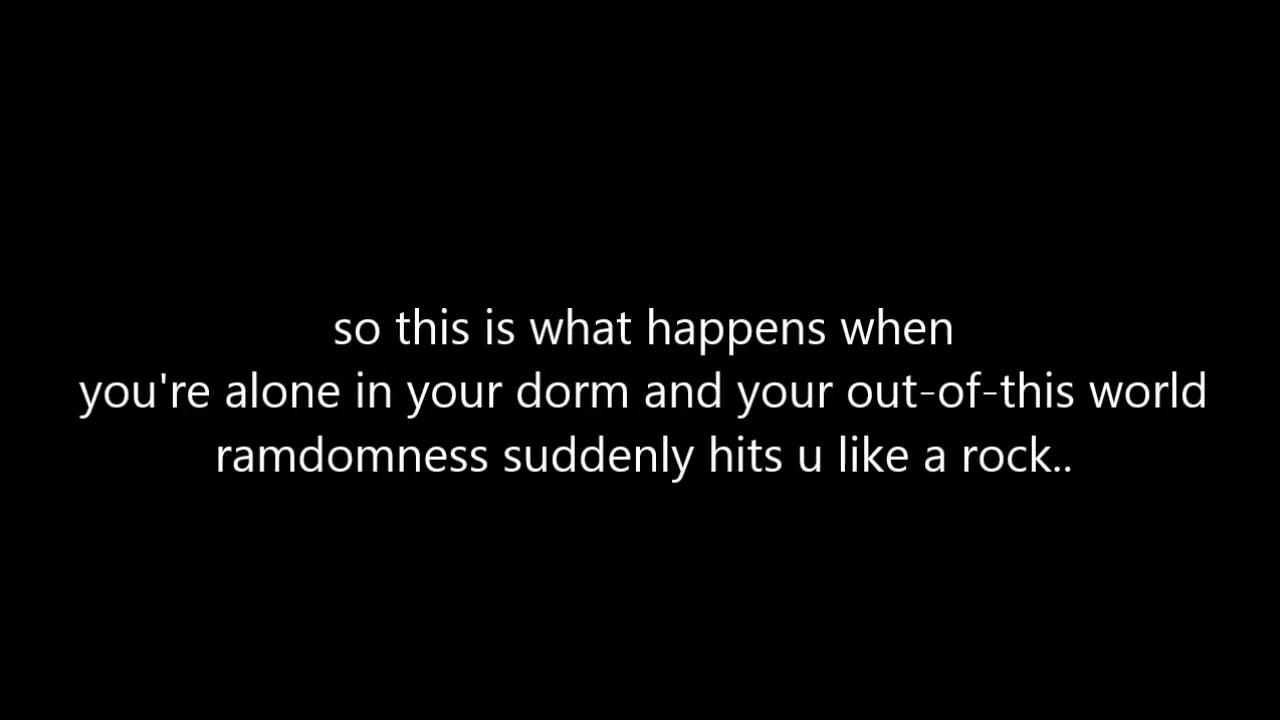 so this is what happens when
you're alone in your dorm and your out-of-this world
ramdomness suddenly hits u like a rock..